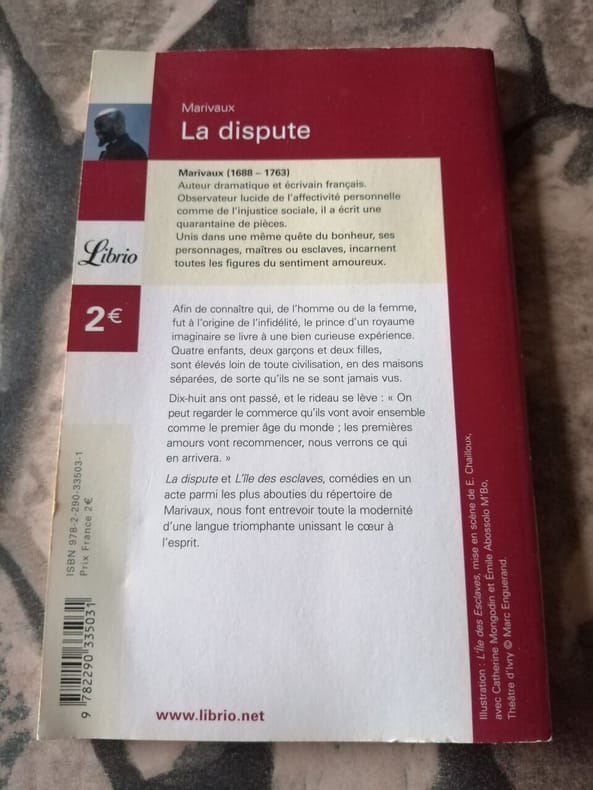 Marivaux
La dispute
Marivaux (1688 – 1763)
Auteur dramatique et écrivain français.
Observateur lucide de l'affectivité personnelle
comme de l'injustice sociale, il a écrit une
quarantaine de pièces.
Unis dans une même quête du bonheur, ses
personnages, maîtres ou esclaves, incarnent
toutes les figures du sentiment amoureux.
Librio
2€
Afin de connaître qui, de l'homme ou de la femme,
fut à l'origine de l'infidélité, le prince d'un royaume
imaginaire se livre à une bien curieuse expérience.
Quatre enfants, deux garçons et deux filles,
sont élevés loin de toute civilisation, en des maisons
séparées, de sorte qu'ils ne se sont jamais vus.
Dix-huit ans ont passé, et le rideau se lève : « On
peut regarder le commerce qu'ils vont avoir ensemble
comme le premier âge du monde ; les premières
amours vont recommencer, nous verrons ce qui
en arrivera. »
La dispute et L'île des esclaves, comédies en un
acte parmi les plus abouties du répertoire de
Marivaux, nous font entrevoir toute la modernité
d'une langue triomphante unissant le cœur à
l'esprit.
ISBN 978-2-290-33503-1
Prix France 2€
9 782290 335031
www.librio.net
Illustration : L'Île des Esclaves, mise en scène de E. Chailloux,
avec Catherine Mongodin et Émile Abossolo M'Bo,
Théâtre d'Ivry © Marc Enguerand.